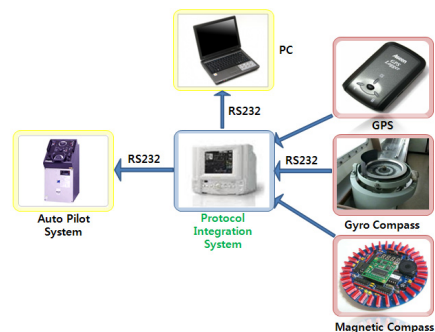 PC
RS232
GPS
RS232
RS232
Auto Pilot
System
Protocol
Integration
System
Gyro Compass
Magnetic Compass